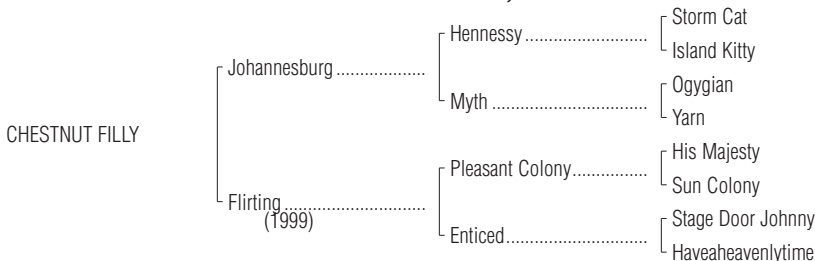 Storm Cat
Hennessy ........................................
Island Kitty
Johannesburg ....................
Ogygian
Myth ...................................................
Yarn
CHESTNUT FILLY
His Majesty
Pleasant Colony.........................
Sun Colony
Flirting ...................................
(1999)
Stage Door Johnny
Enticed................................................
Haveaheavenlytime